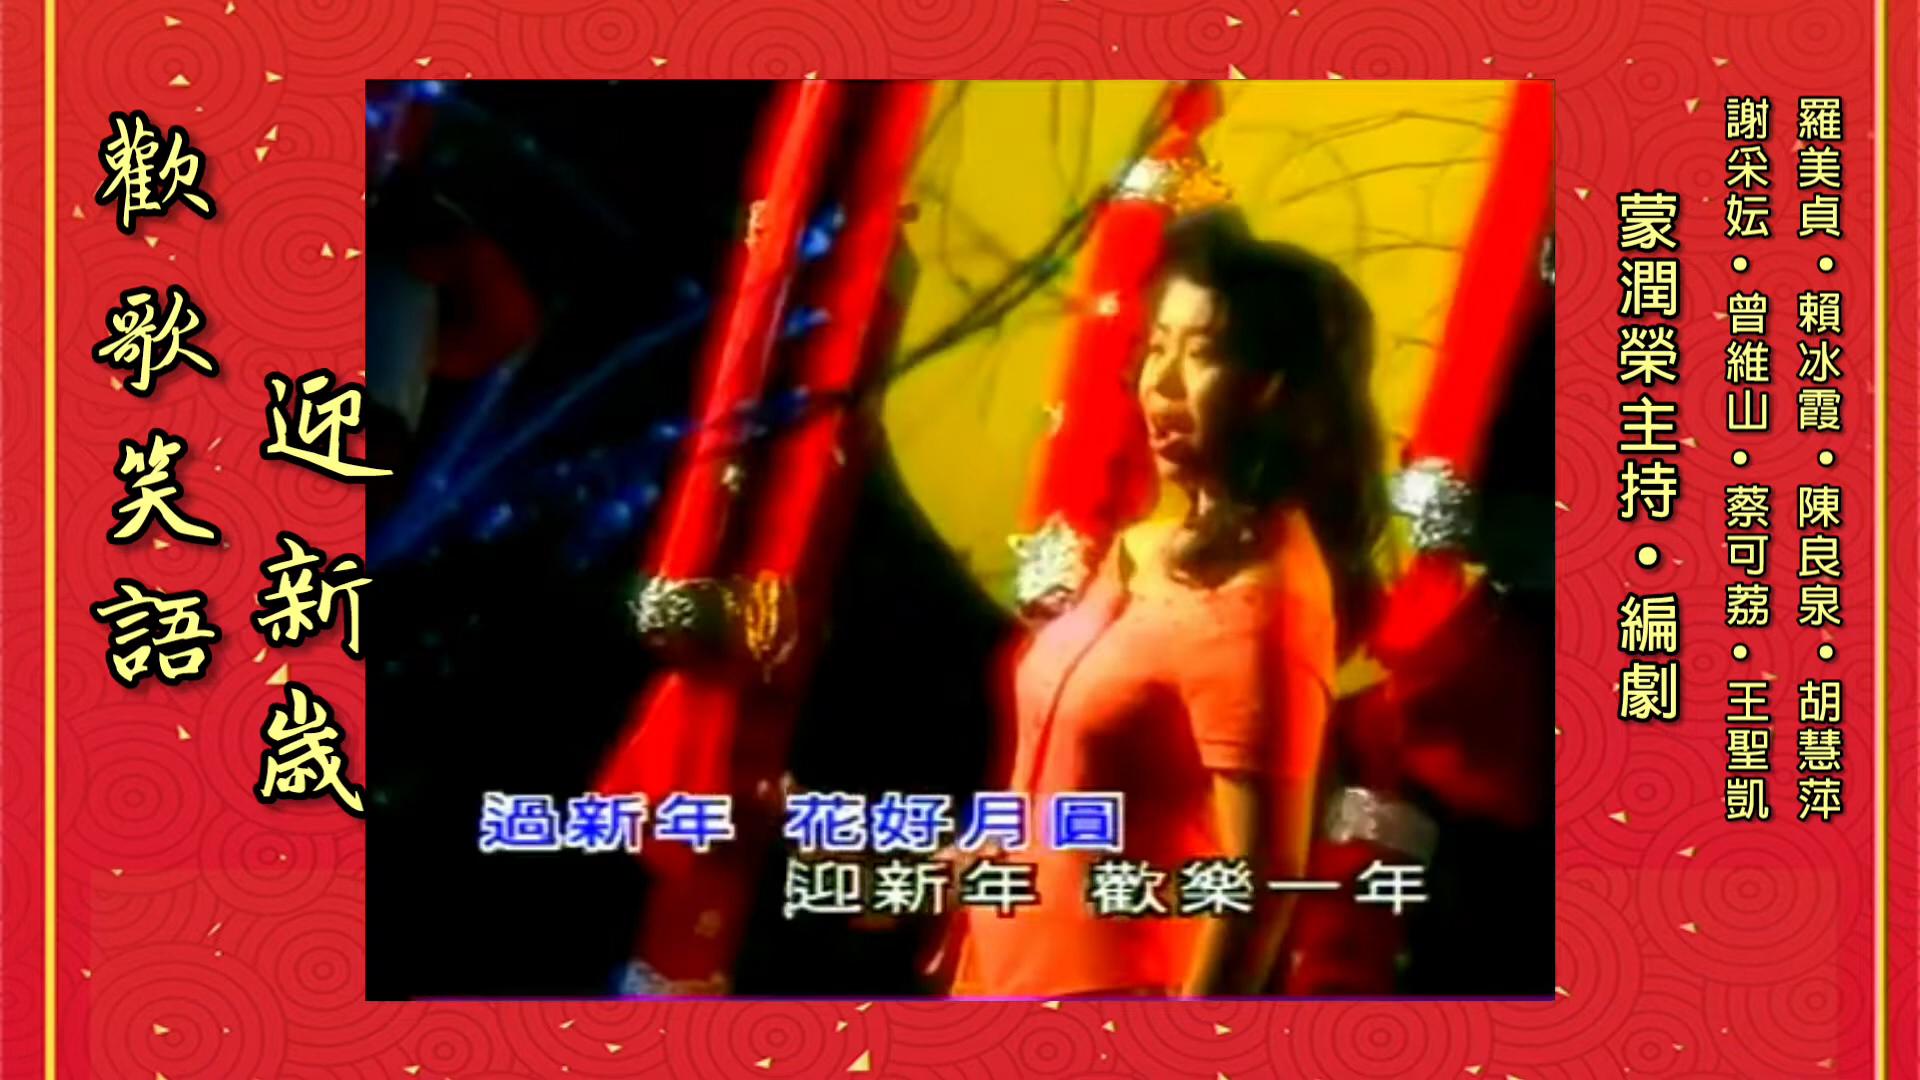 歡歌笑語
迎新歲
過新年 花好月圓
迎新年 歡樂一年
羅美貞•賴冰霞•陳良泉•胡慧萍
謝采妘•曾維山•蔡可荔•王聖凱
蒙潤榮主持•編劇